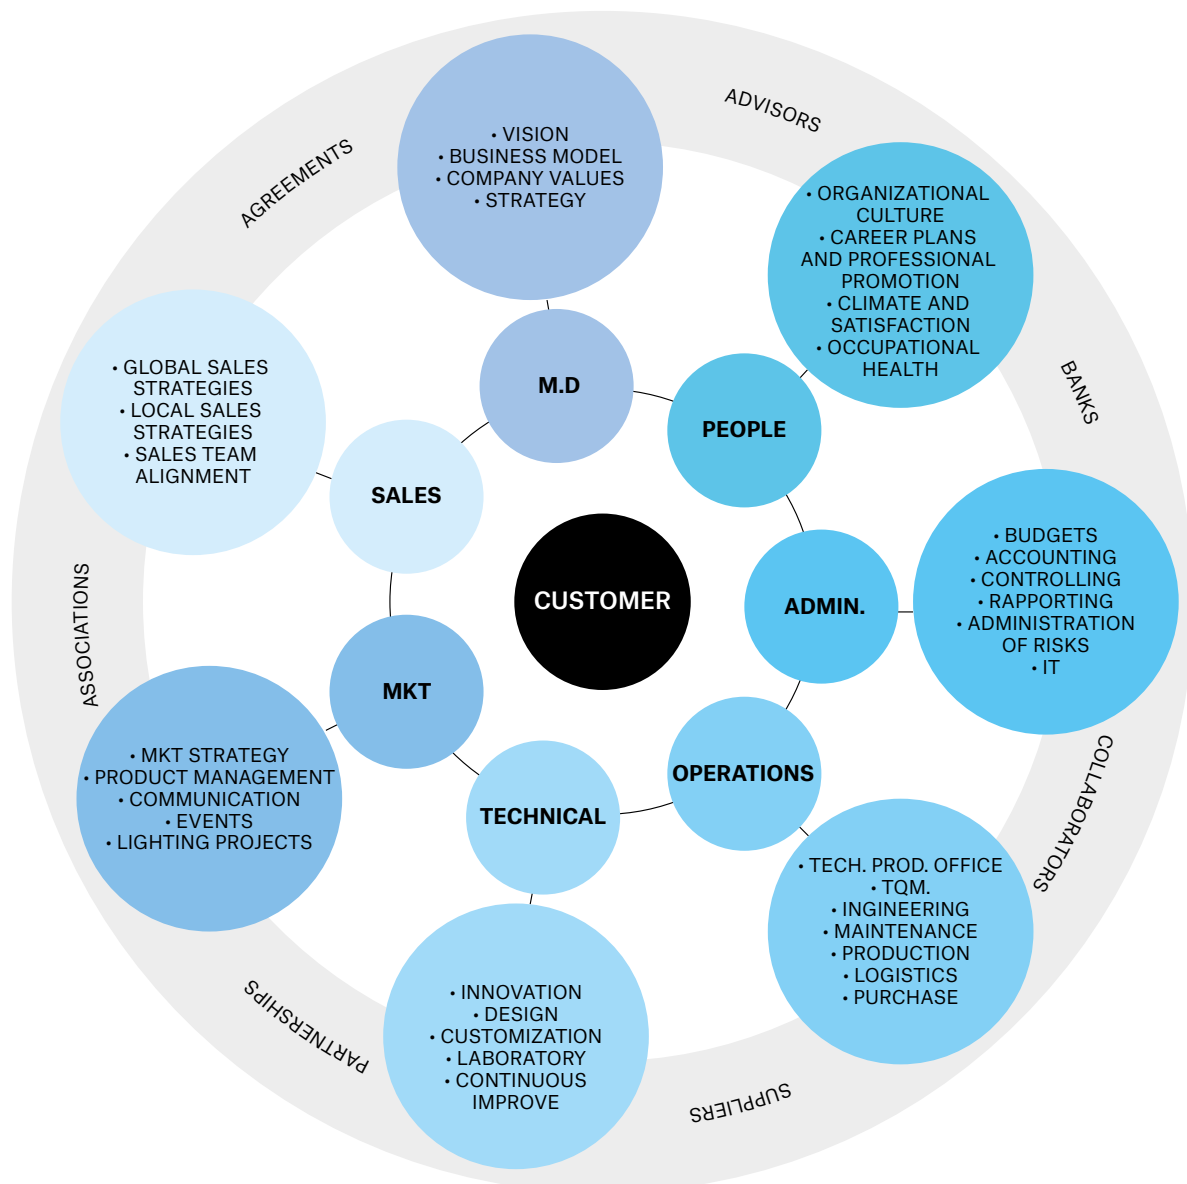 ADVISORS
AGREEMENTS
• VISION
• BUSINESS MODEL
• COMPANY VALUES
• STRATEGY
• ORGANIZATIONAL
CULTURE
• CAREER PLANS
AND PROFESSIONAL
PROMOTION
• CLIMATE AND
SATISFACTION
• OCCUPATIONAL
HEALTH
BANKS
• GLOBAL SALES
STRATEGIES
• LOCAL SALES
STRATEGIES
• SALES TEAM
ALIGNMENT
M.D
PEOPLE
SALES
CUSTOMER
ADMIN.
• BUDGETS
• ACCOUNTING
• CONTROLLING
• RAPPORTING
• ADMINISTRATION
OF RISKS
• IT
ASSOCIATIONS
MKT
OPERATIONS
TECHNICAL
• MKT STRATEGY
• PRODUCT MANAGEMENT
• COMMUNICATION
• EVENTS
• LIGHTING PROJECTS
COLLABORATORS
• TECH. PROD. OFFICE
• TQM.
• INGINEERING
• MAINTENANCE
• PRODUCTION
• LOGISTICS
• PURCHASE
• INNOVATION
• DESIGN
• CUSTOMIZATION
• LABORATORY
• CONTINUOUS
IMPROVE
PARTNERSHIPS
SUPPLIERS